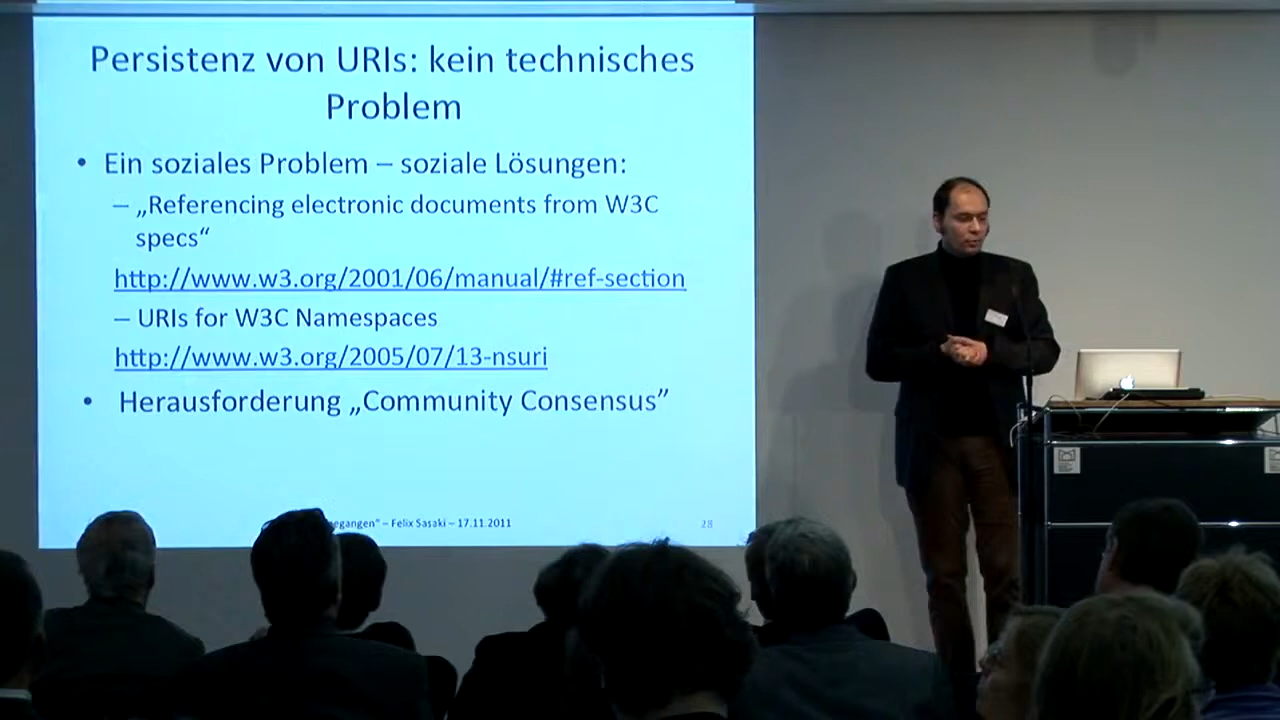 Persistenz von URIs: kein technisches
Problem
• Ein soziales Problem – soziale Lösungen:
– „Referencing electronic documents from W3C
specs“
http://www.w3.org/2001/06/manual/#ref-section
– URIs for W3C Namespaces
http://www.w3.org/2005/07/13-nsuri
• Herausforderung „Community Consensus”
egangen“ – Felix Sasaki – 17.11.2011
28